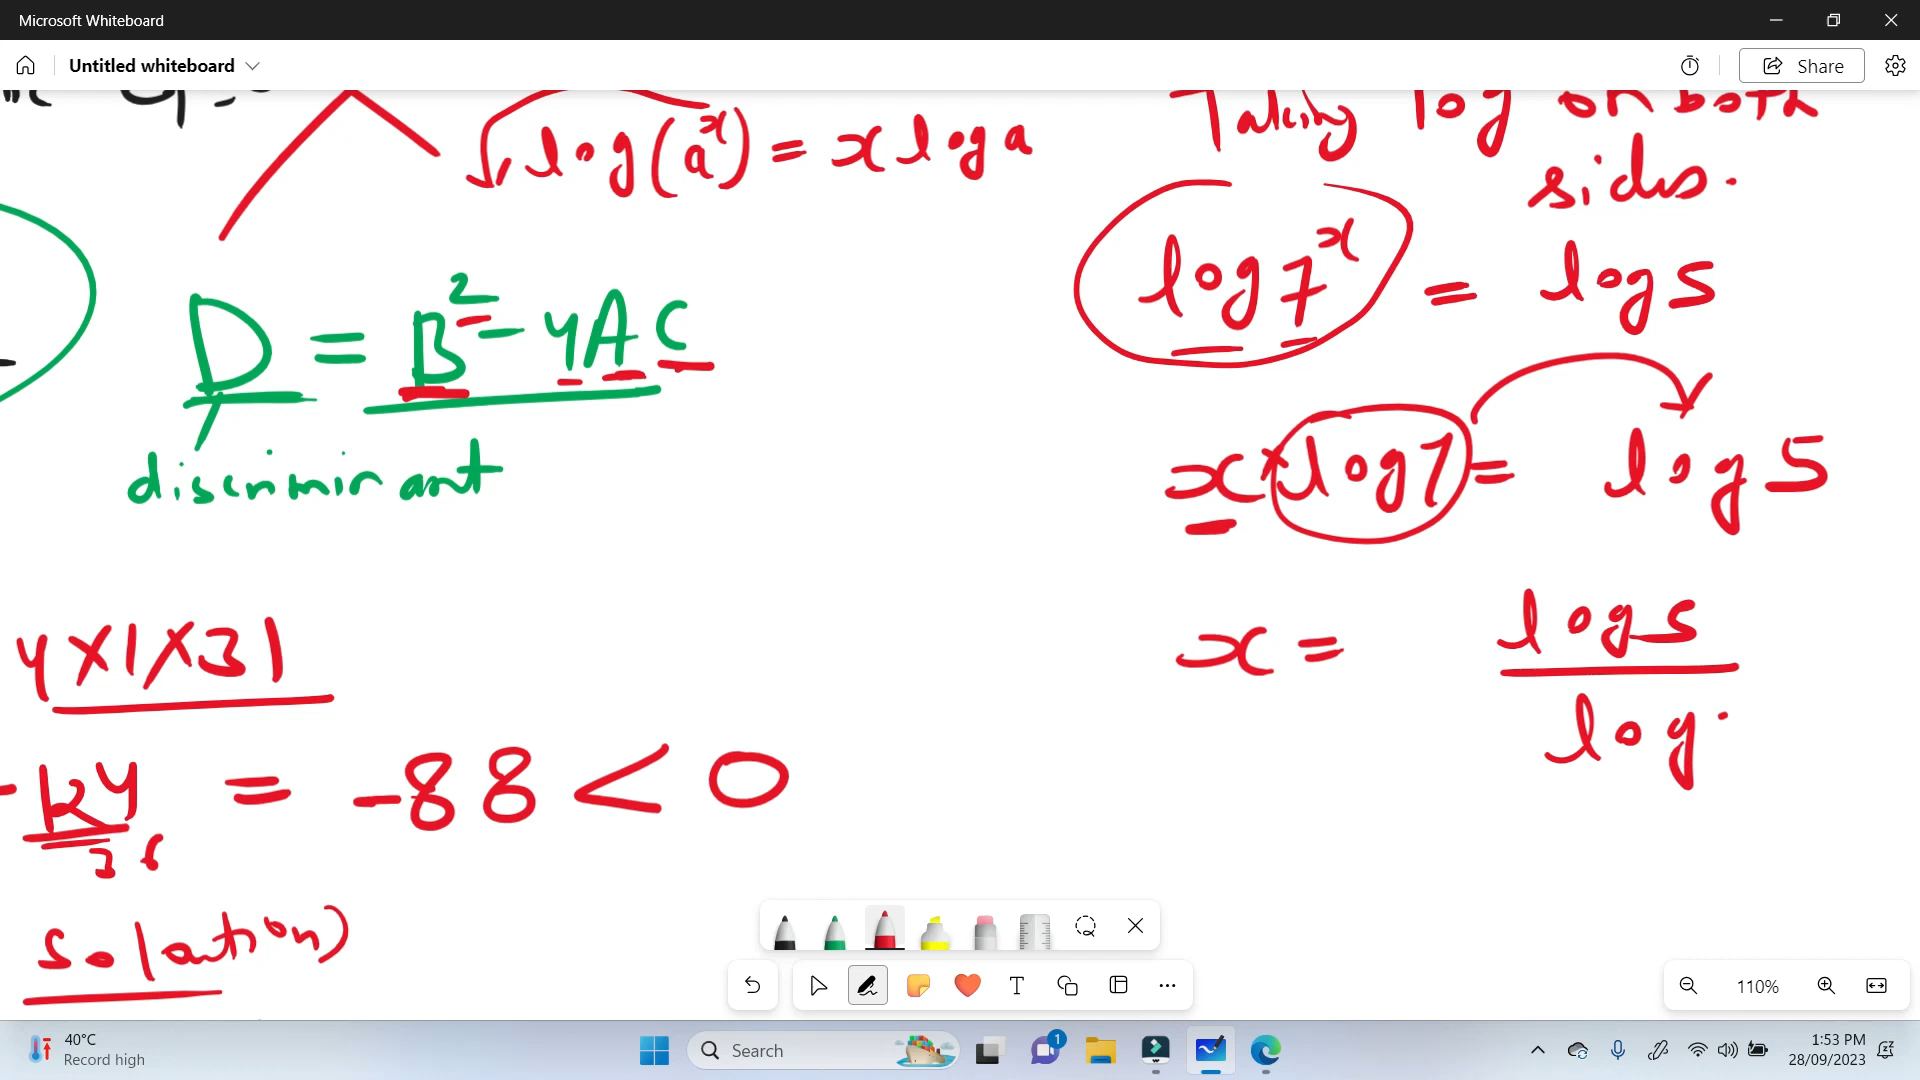 Microsoft Whiteboard
Untitled whiteboard
Share
log(a^x) = x log a
D = B² - 4AC
discriminant
4×1×31
= -88 < 0
36
solution)
Taking log on both
sides.
log 7^x = log 5
x × log 7 = log 5
x = log 5 / log
110%
40°C
Record high
Search
1
1:53 PM
28/09/2023